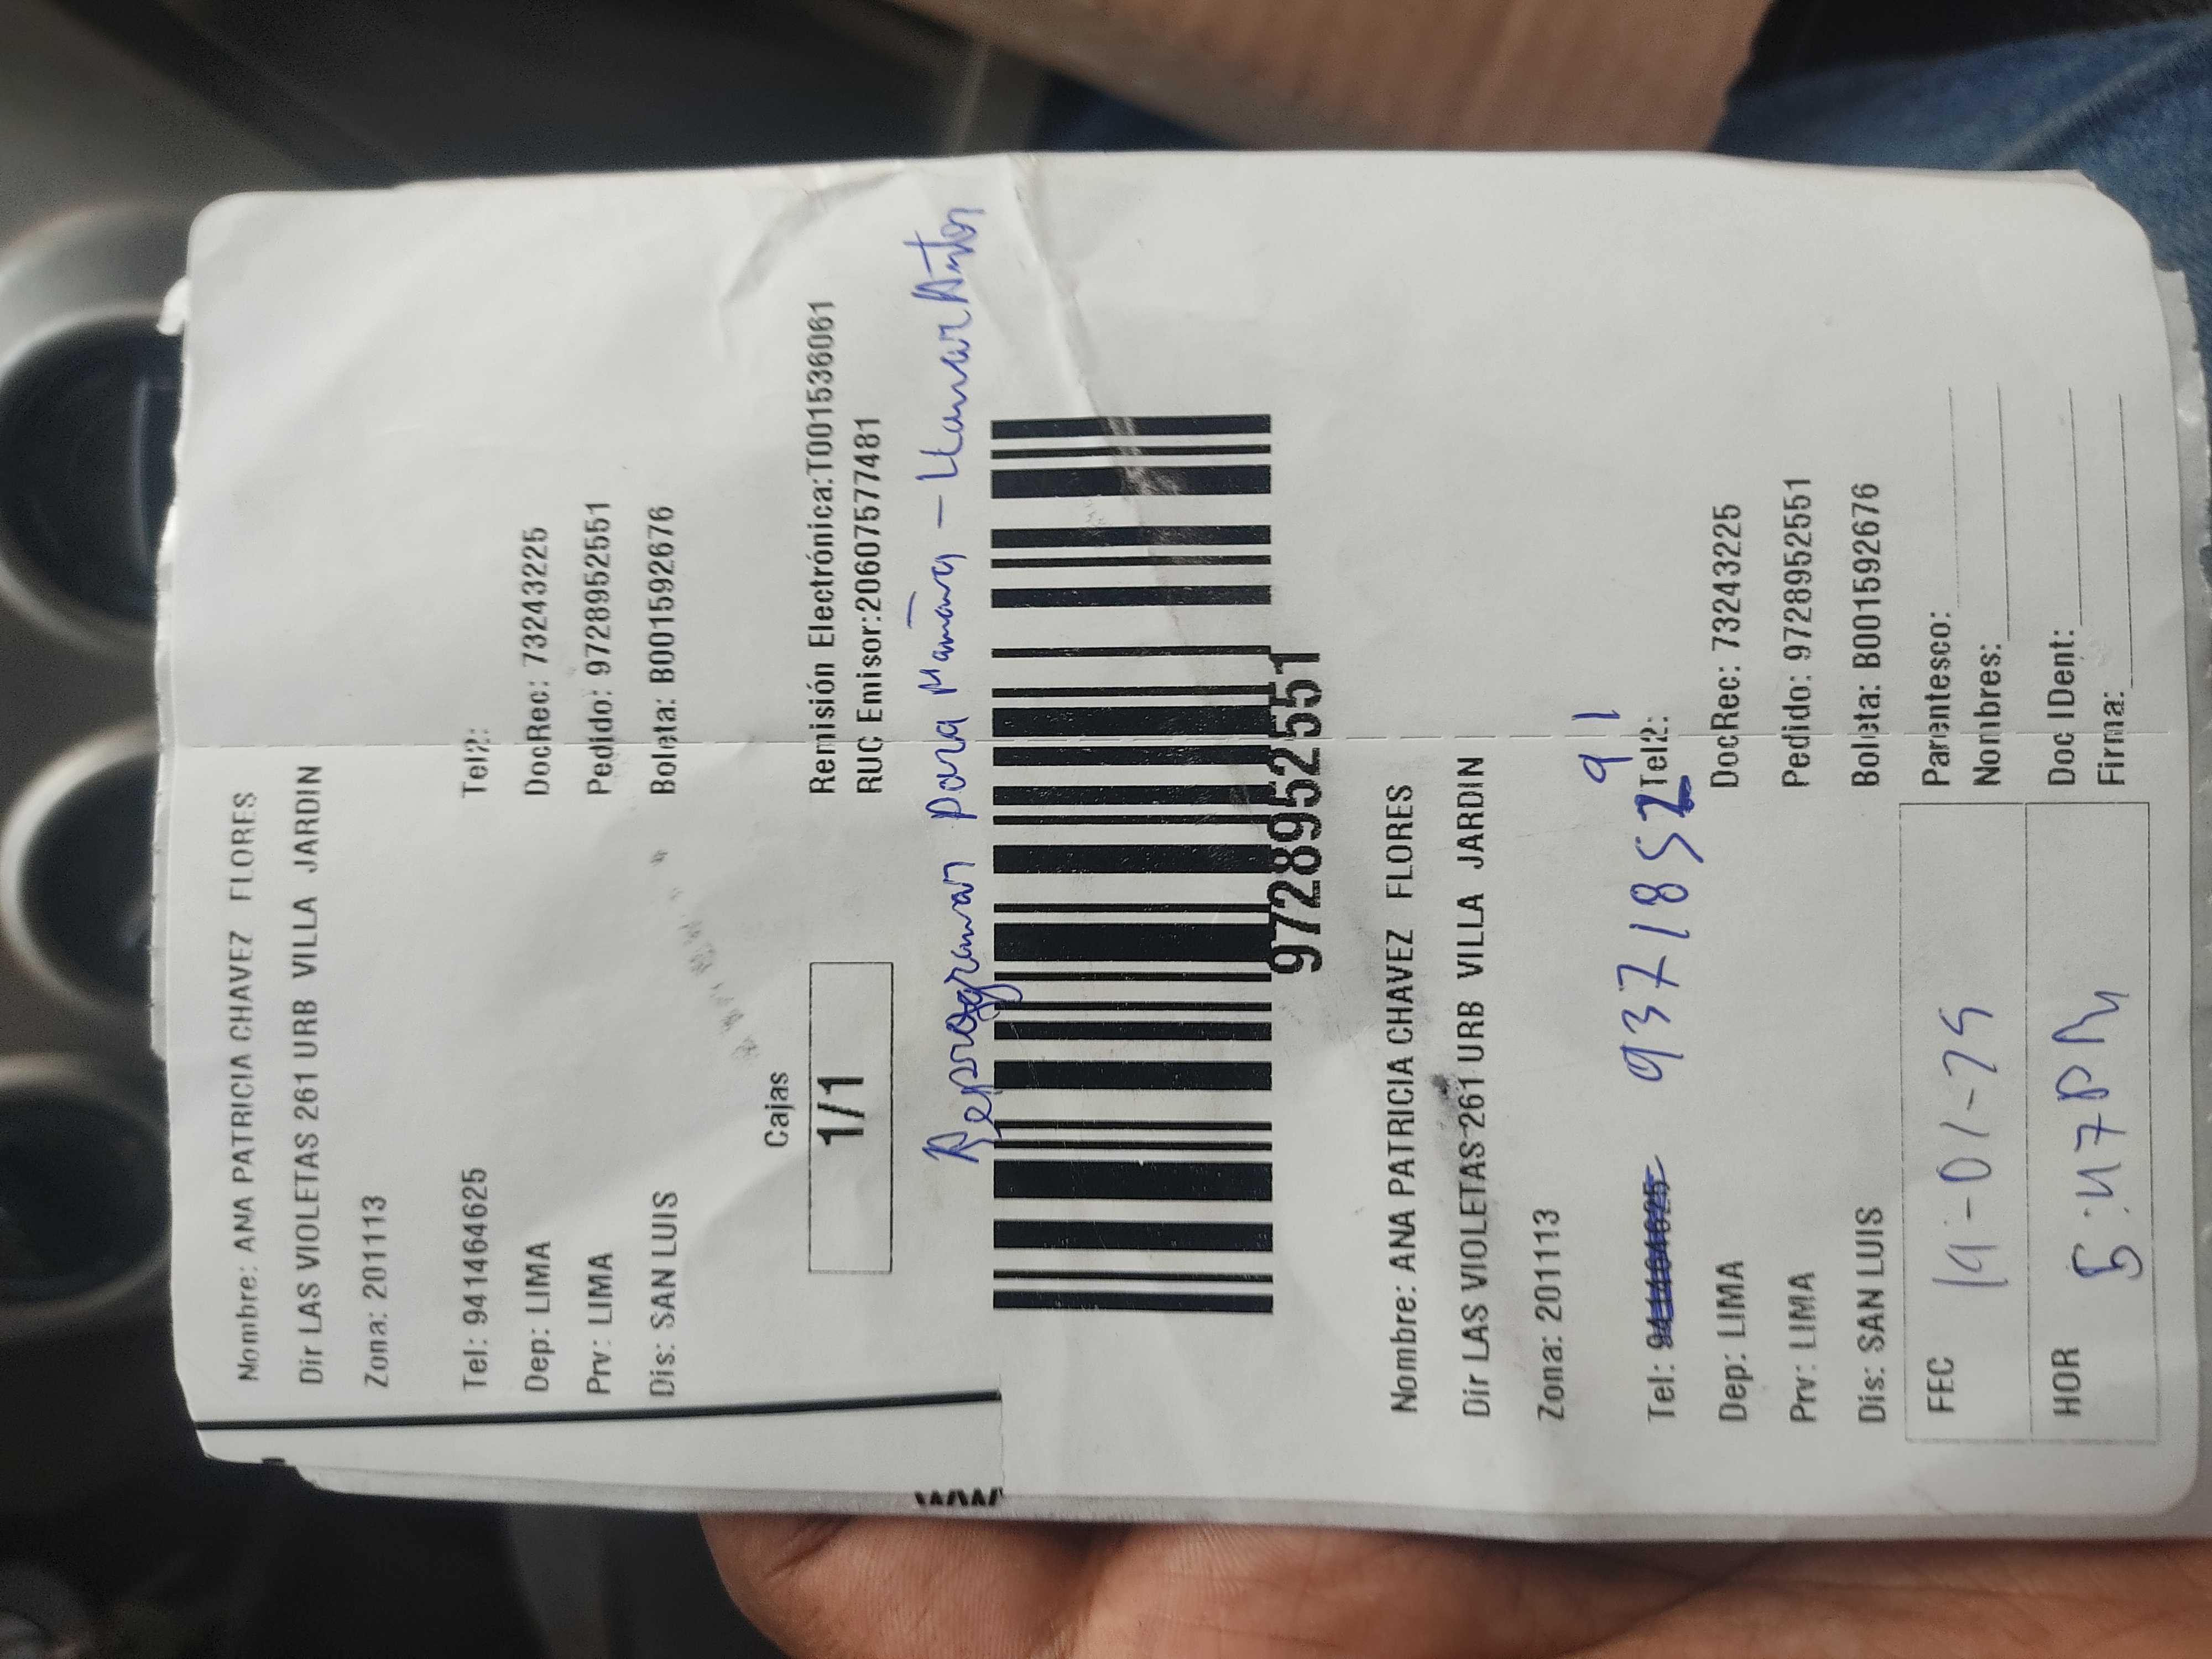 Nombre: ANA PATRICIA CHAVEZ FLORES
Dir LAS VIOLETAS 261 URB VILLA JARDIN
Zona: 201113
Tel: 941464625 Tel2:
Dep: LIMA DocRec: 73243225
Prv: LIMA Pedido: 9728952551
Dis: SAN LUIS Boleta: B001592676
Cajas
1/1
Remisión Electrónica:T001536061
RUC Emisor:20607577481
Reprogramar para Mañana - Llamar Antes
9728952551
Nombre: ANA PATRICIA CHAVEZ FLORES
Dir LAS VIOLETAS 261 URB VILLA JARDIN
Zona: 201113
91
Tel: 941464625 9371852 Tel2:
Dep: LIMA DocRec: 73243225
Prv: LIMA Pedido: 9728952551
Dis: SAN LUIS Boleta: B001592676
FEC 19-01-25 Parentesco:
Nonbres:
HOR 5:47PM Doc IDent:
Firma: